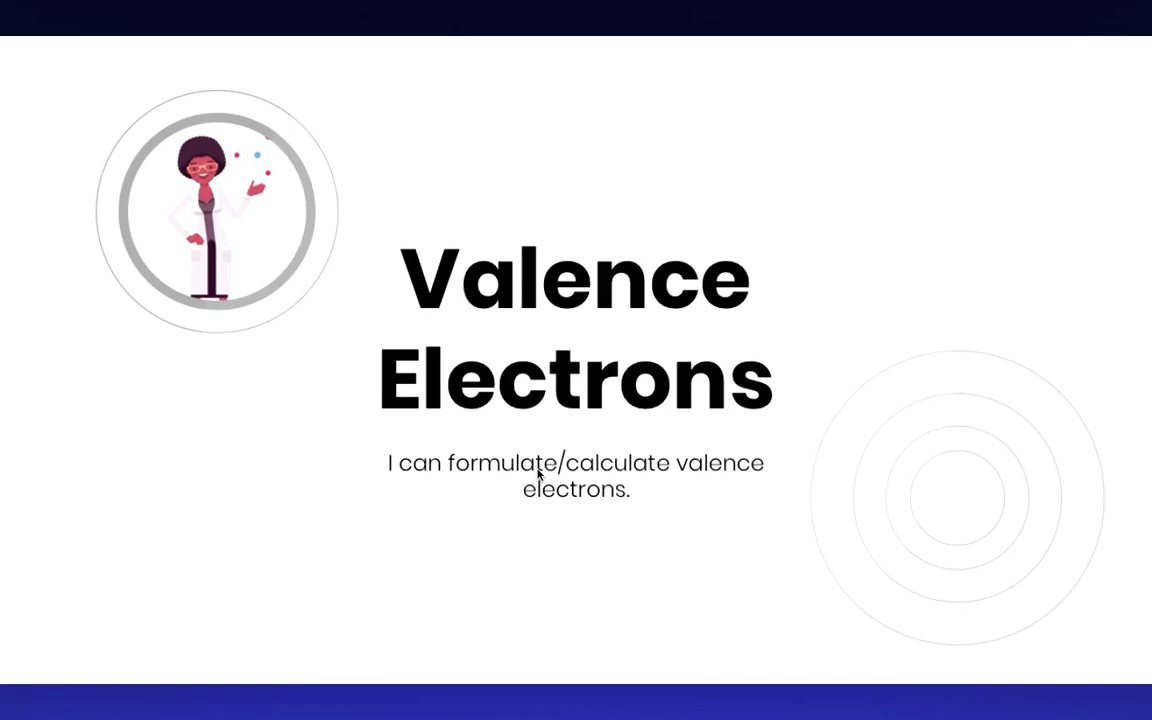 Valence
Electrons
I can formulate/calculate valence
electrons.